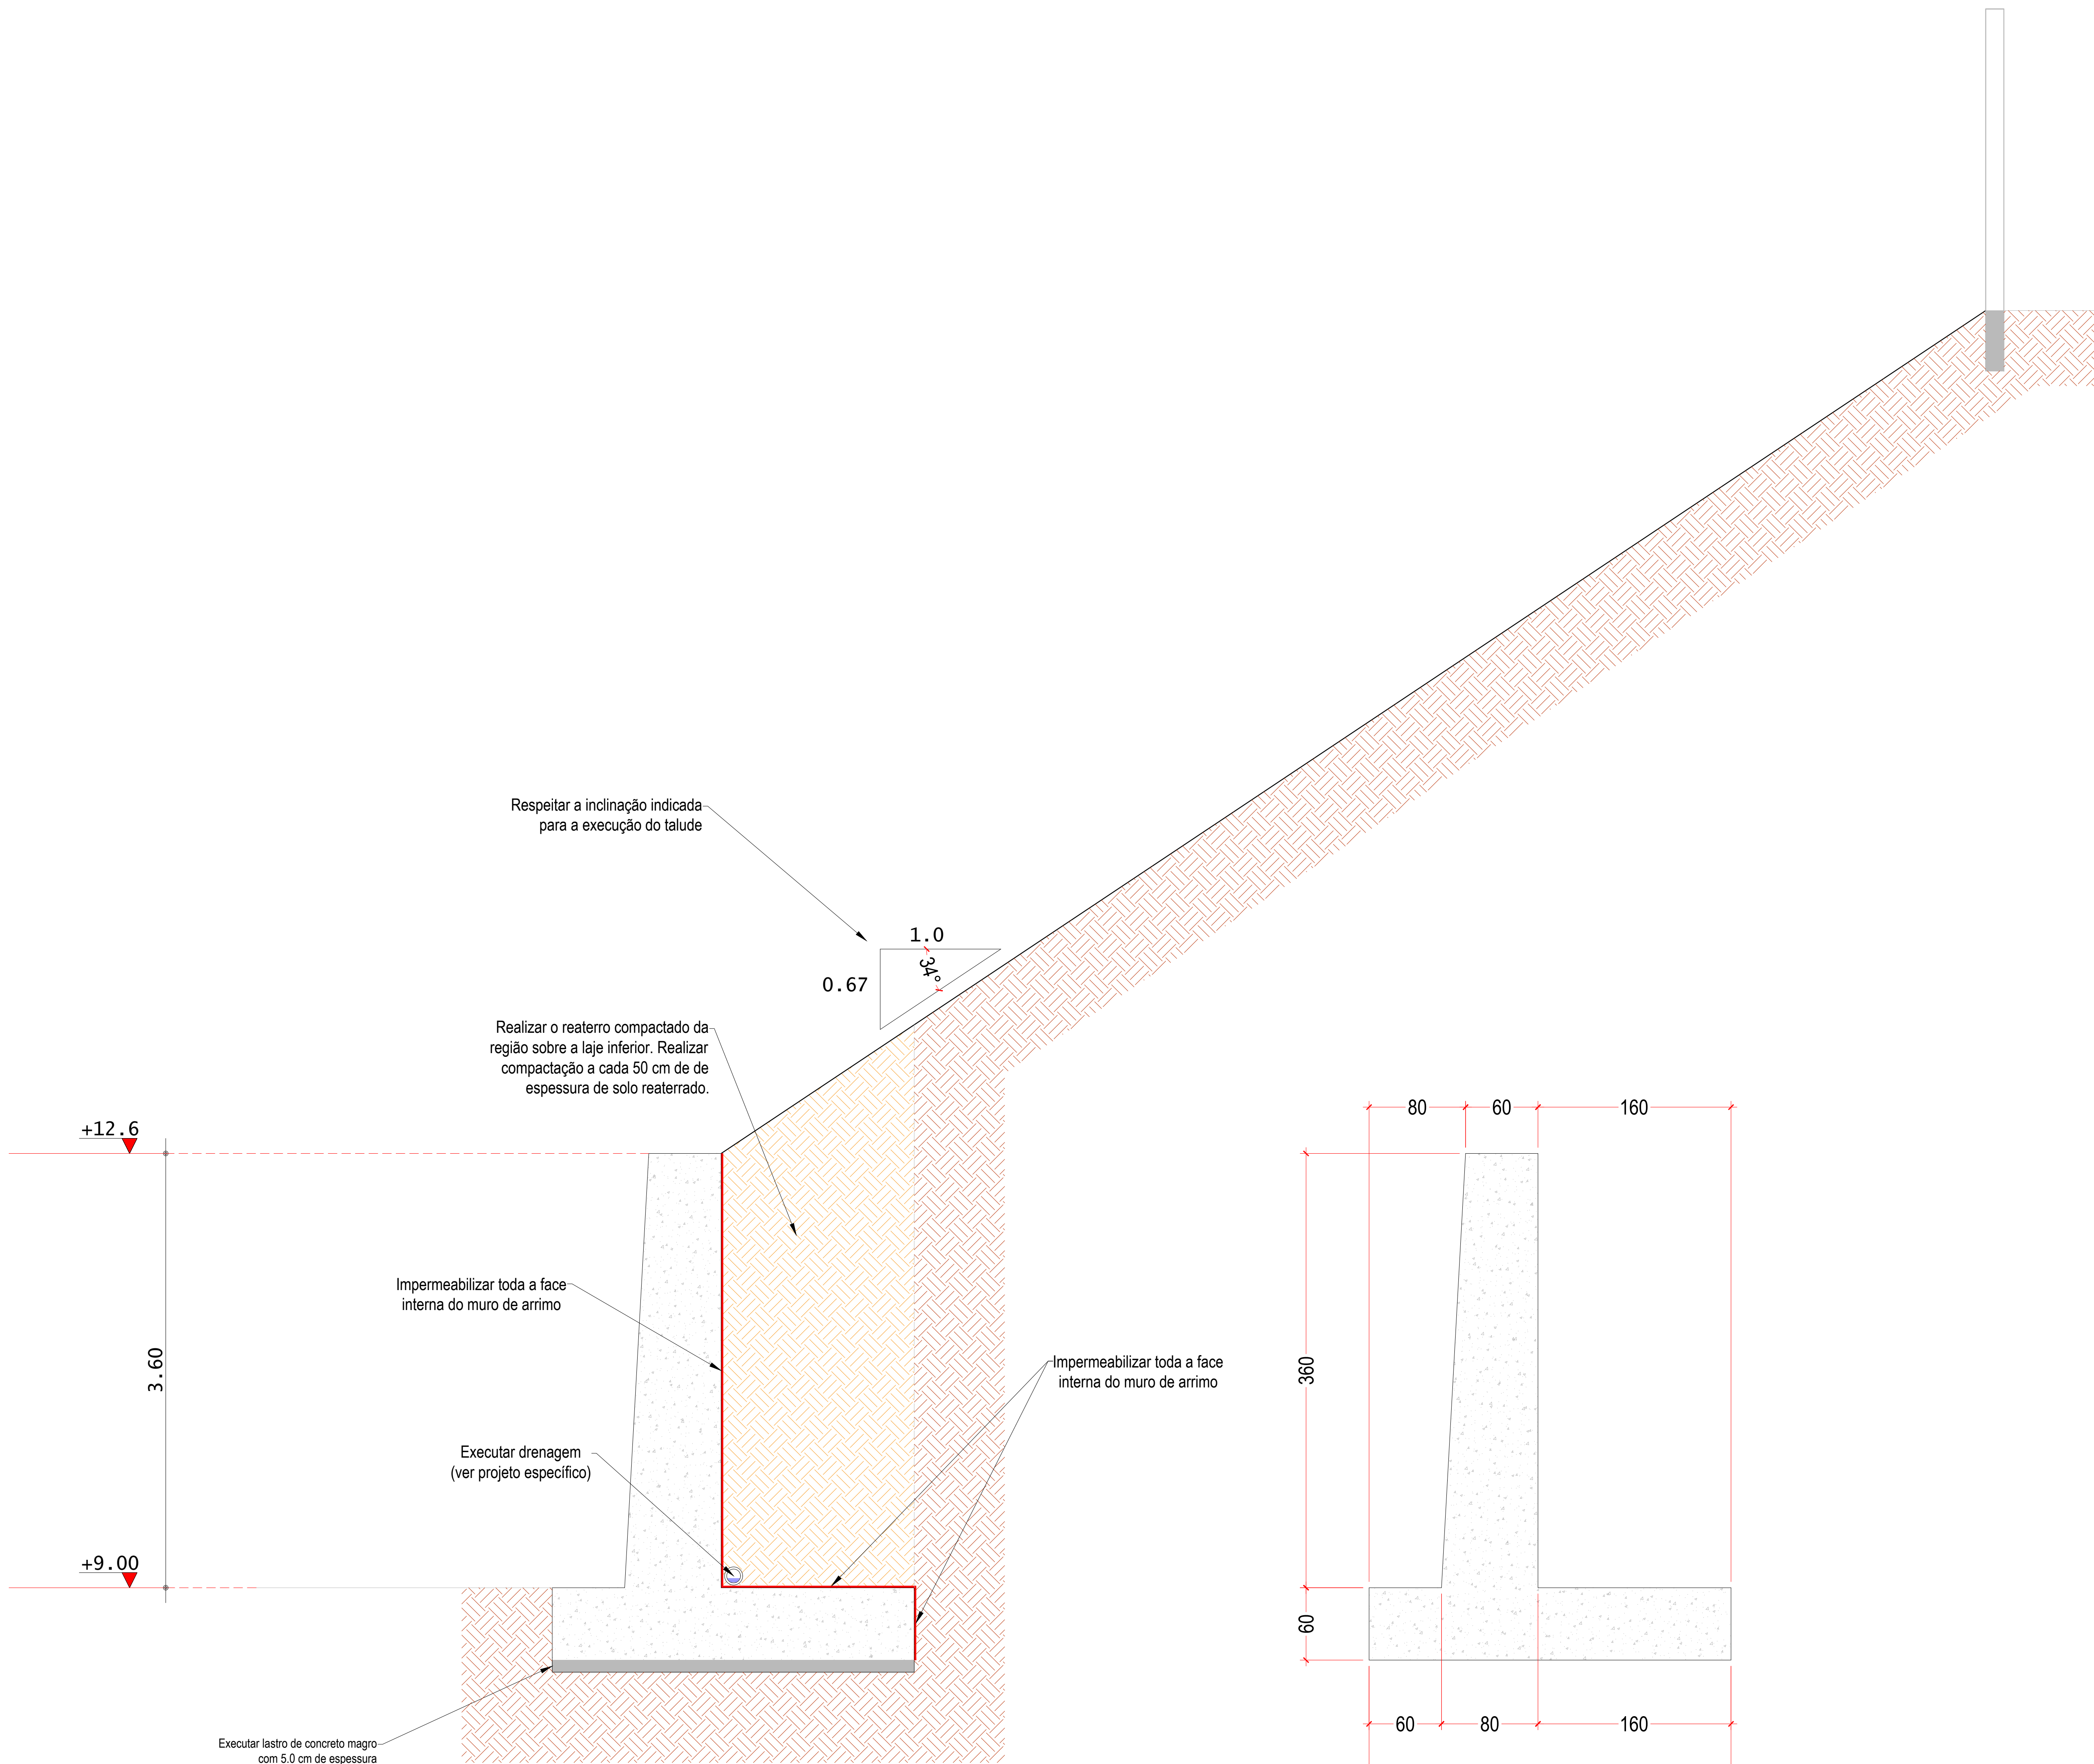 Respeitar a inclinação indicada
para a execução do talude
1.0
34°
0.67
Realizar o reaterro compactado da
região sobre a laje inferior. Realizar
compactação a cada 50 cm de de
espessura de solo reaterrado.
+12.6
80
60
160
Impermeabilizar toda a face
interna do muro de arrimo
3.60
Impermeabilizar toda a face
interna do muro de arrimo
360
Executar drenagem
(ver projeto específico)
+9.00
60
60
80
160
Executar lastro de concreto magro
com 5.0 cm de espessura